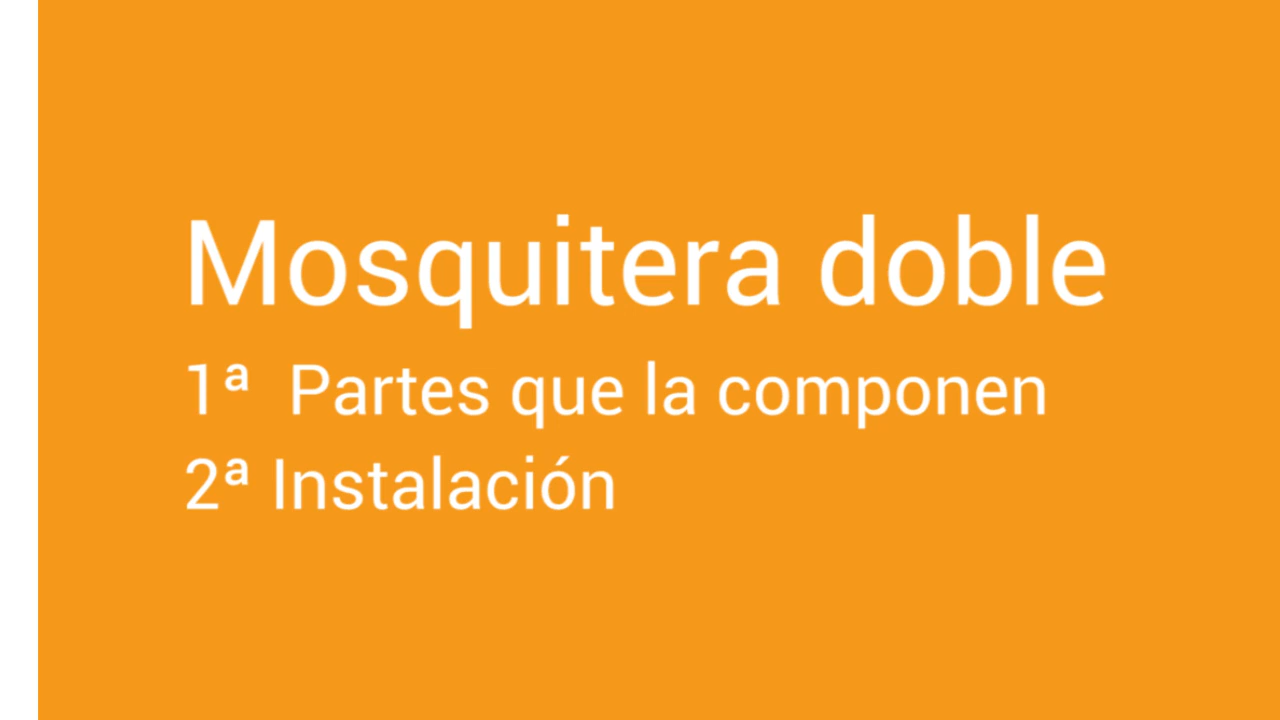 Mosquitera doble
1ª Partes que la componen
2ª Instalación